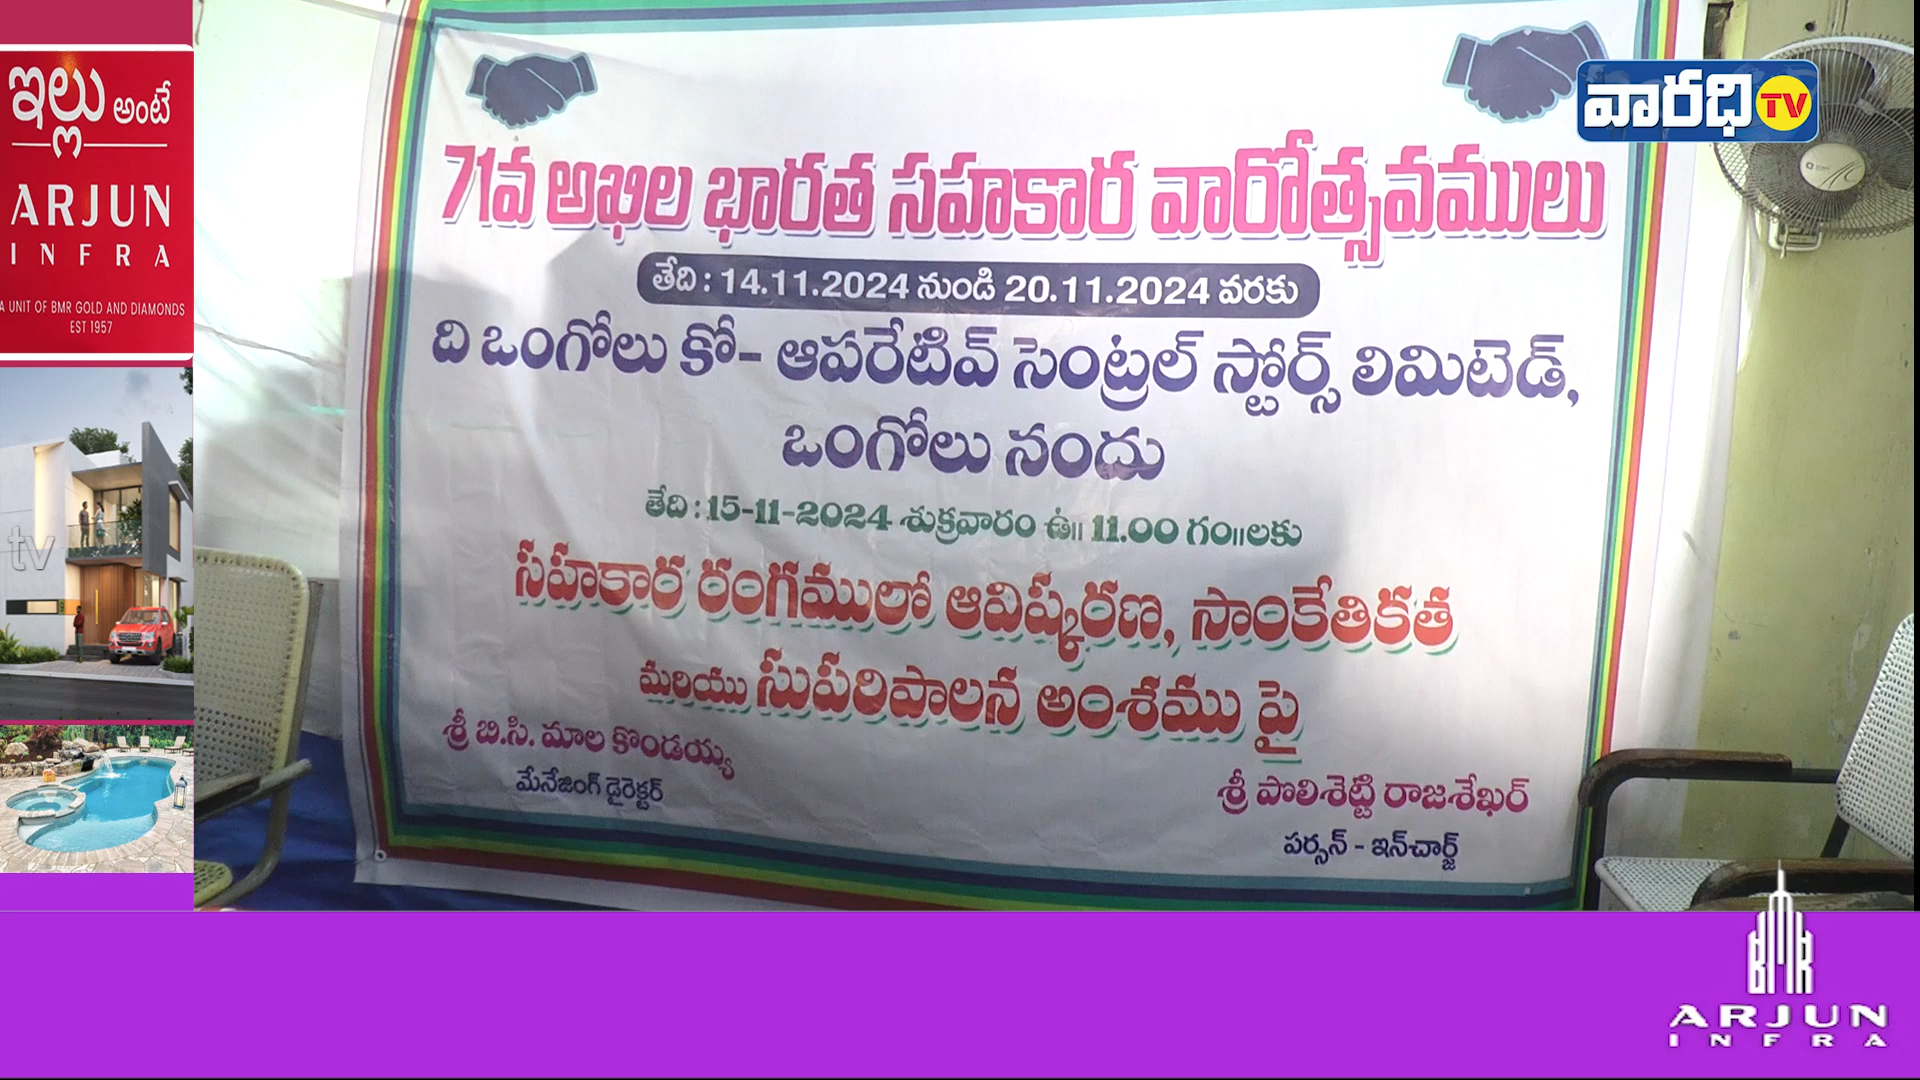 ఇల్లు అంటే
ARJUN
INFRA
A UNIT OF BMR GOLD AND DIAMONDS
EST 1957
tv
వారధి TV
71వ అఖిల భారత సహకార వారోత్సవములు
తేది : 14.11.2024 నుండి 20.11.2024 వరకు
ది ఒంగోలు కో- ఆపరేటివ్ సెంట్రల్ స్టోర్స్ లిమిటెడ్,
ఒంగోలు నందు
తేది : 15-11-2024 శుక్రవారం ఉ॥ 11.00 గం॥లకు
సహకార రంగములో ఆవిష్కరణ, సాంకేతికత
మరియు సుపరిపాలన అంశము పై
శ్రీ బి.సి. మాల కొండయ్య
మేనేజింగ్ డైరెక్టర్
శ్రీ పొలిశెట్టి రాజశేఖర్
పర్సన్ - ఇన్‌చార్జ్
BMR
ARJUN
INFRA